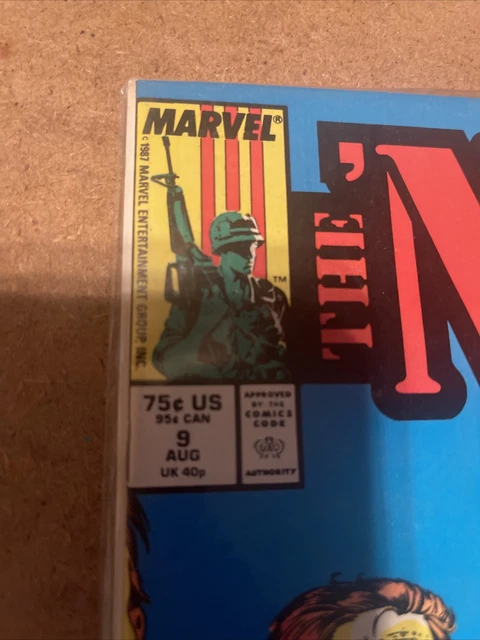 MARVEL®
© 1987 MARVEL ENTERTAINMENT GROUP, INC.
TM
THE 'N
75¢ US
95¢ CAN
9
AUG
UK 40p
APPROVED
BY THE
COMICS
CODE
AUTHORITY